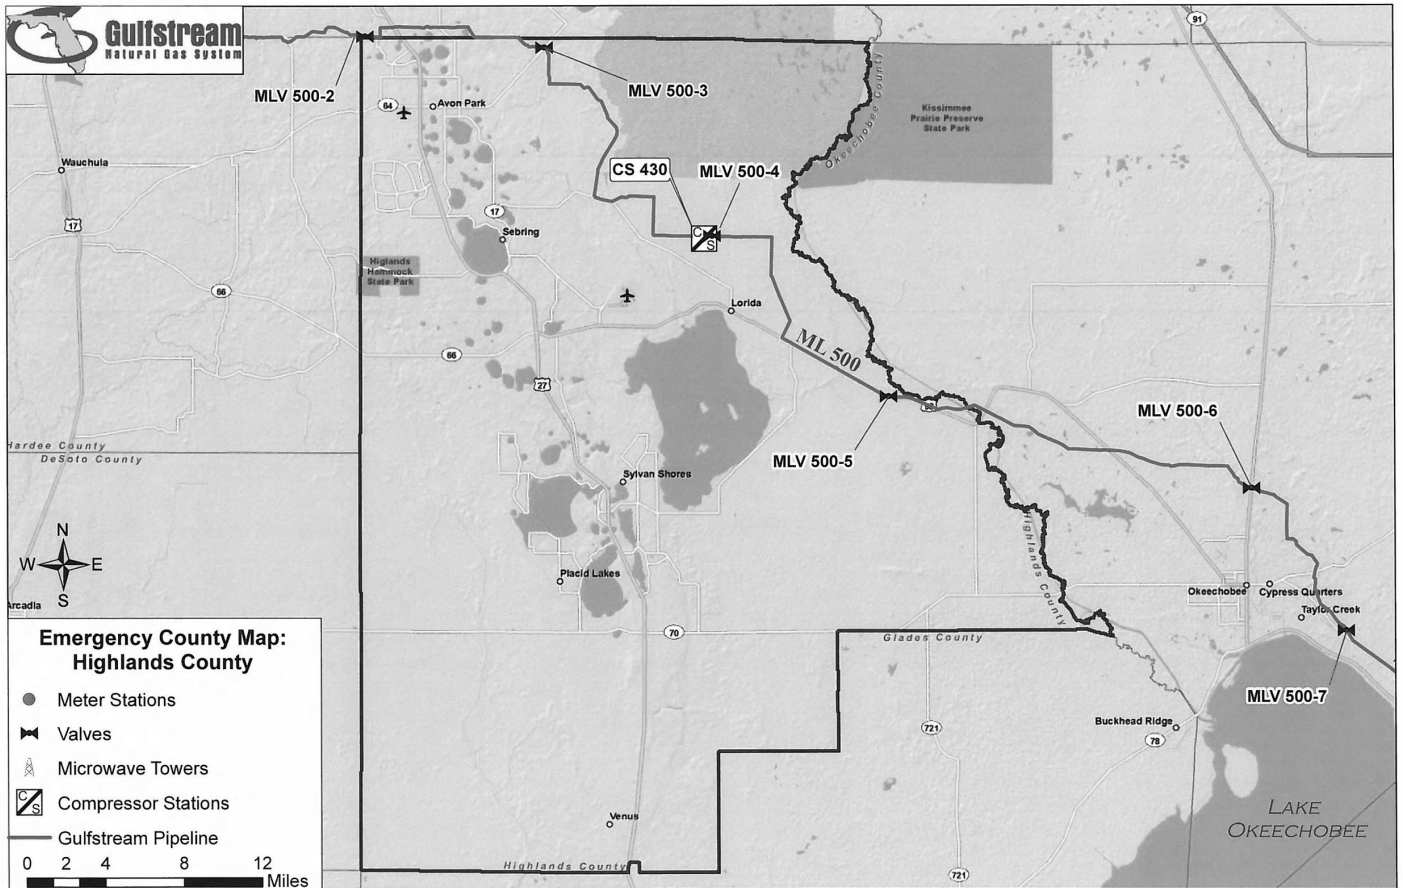 Gulfstream
Natural Gas System
91
MLV 500-2
MLV 500-3
64
Avon Park
Okeechobee County
Kissimmee
Prairie Preserve
State Park
Wauchula
CS 430
MLV 500-4
17
17
Sebring
C
S
Higlands
Hammock
State Park
66
Lorida
ML 500
66
27
MLV 500-6
Hardee County
DeSoto County
MLV 500-5
Sylvan Shores
Highlands County
N
W
E
S
Placid Lakes
Okeechobee
Cypress Quarters
Taylor Creek
Arcadia
70
Glades County
MLV 500-7
Emergency County Map:
Highlands County
Meter Stations
Valves
Microwave Towers
C
S
Compressor Stations
Gulfstream Pipeline
0 2 4 8 12
Miles
721
Buckhead Ridge
78
LAKE
OKEECHOBEE
Venus
Highlands County
721